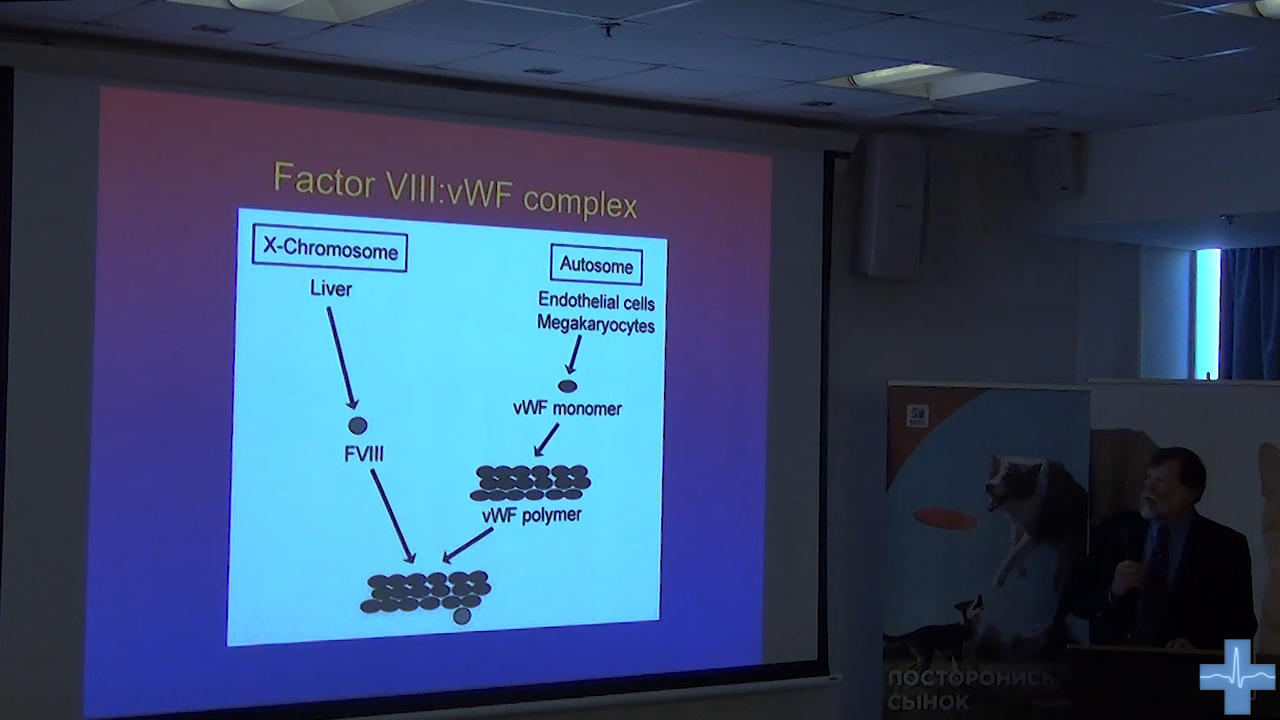 Factor VIII:vWF complex
X-Chromosome
Autosome
Liver
Endothelial cells
Megakaryocytes
vWF monomer
FVIII
vWF polymer
ПОСТОРОНИСЬ,
СЫНОК